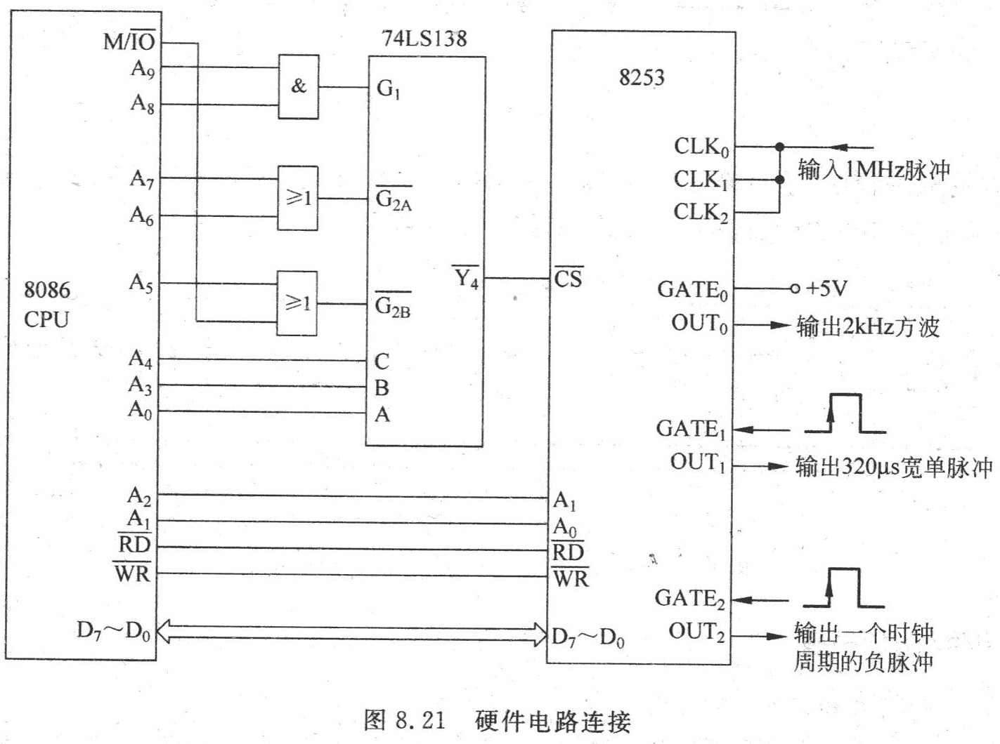 M/IO
A9
A8
A7
A6
A5
A4
A3
A0
A2
A1
RD
WR
D7～D0
8086
CPU
&
≥1
≥1
74LS138
G1
G2A
G2B
C
B
A
Y4
8253
CS
A1
A0
RD
WR
D7～D0
CLK0
CLK1
CLK2
GATE0
OUT0
GATE1
OUT1
GATE2
OUT2
输入1MHz脉冲
+5V
输出2kHz方波
输出320μs宽单脉冲
输出一个时钟
周期的负脉冲
图 8.21 硬件电路连接